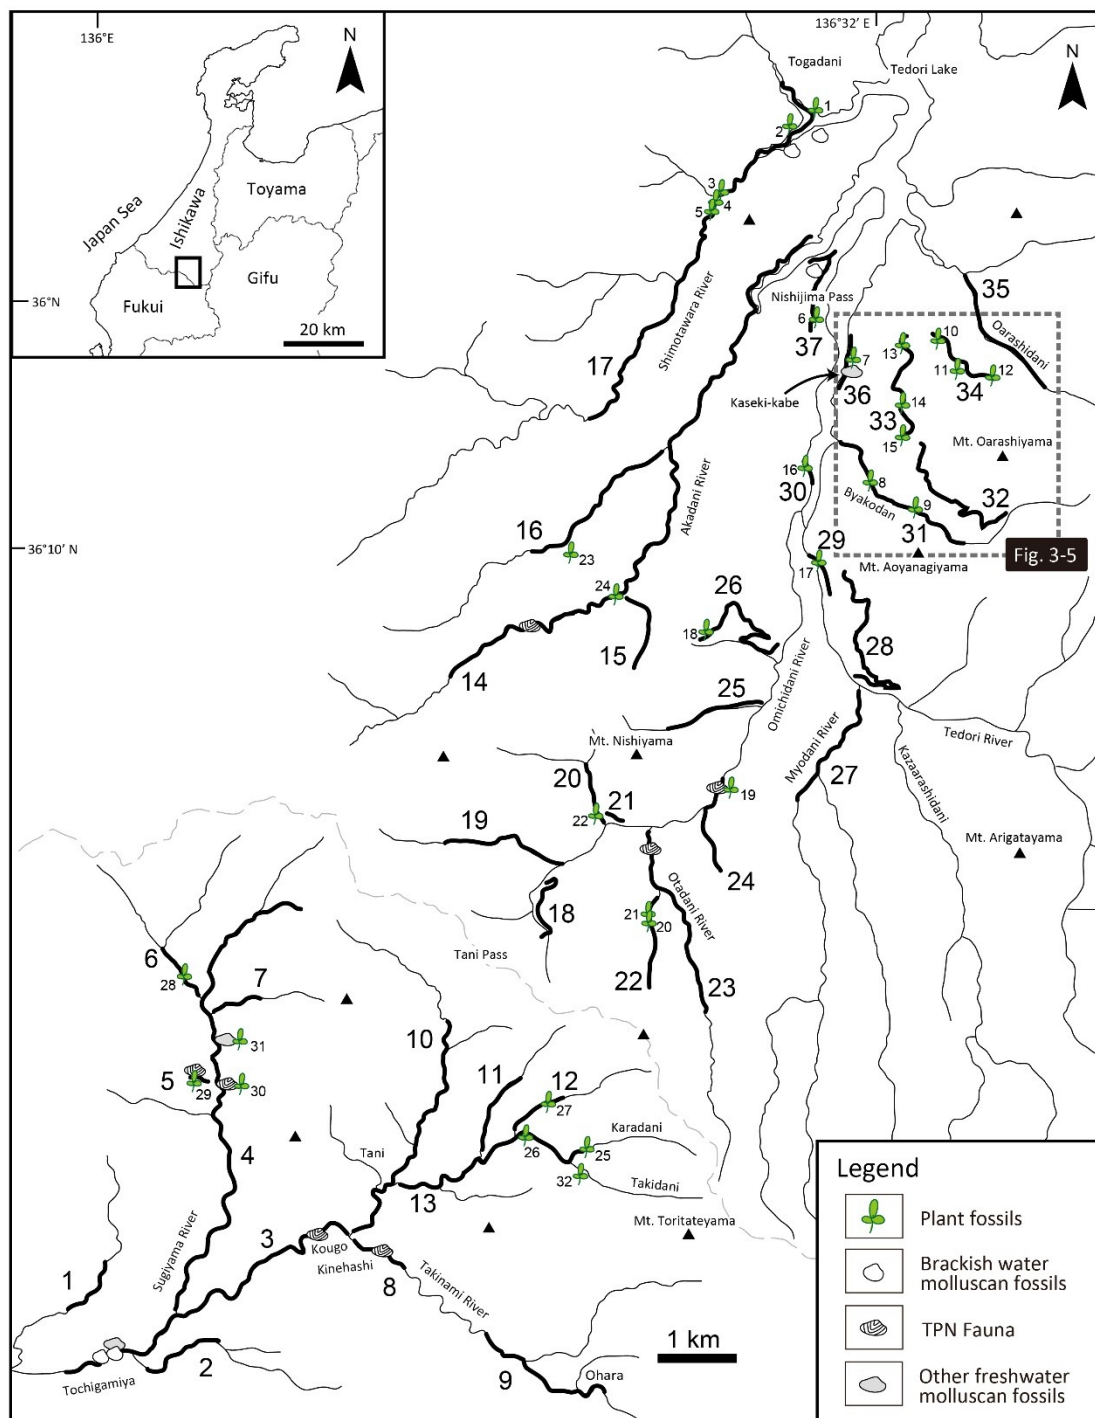 136°E
N
Japan Sea
Ishikawa
Toyama
Gifu
Fukui
36°N
20 km
136°32′ E
N
Togadani
Tedori Lake
1
2
3
4
5
Shimotawara River
17
Nishijima Pass
6
37
35
Oarashidani
10
13
11
12
34
7
36
Kaseki-kabe
14
33
15
Mt. Oarashiyama
16
30
8
Byakodan
9
31
32
Akadani River
16
23
36°10′ N
29
17
Mt. Aoyanagiyama
Fig. 3-5
24
26
18
28
15
14
25
Omichidani River
Myodani River
Tedori River
Kazaarashidani
27
Mt. Nishiyama
20
21
22
19
19
24
Mt. Arigatayama
Otadani River
18
21
20
22
23
Tani Pass
6
28
7
31
5
29
30
4
10
11
12
27
26
Karadani
25
32
Takidani
Tani
13
Mt. Toritateyama
Sugiyama River
3
Kougo
Kinehashi
8
Takinami River
1
2
Tochigamiya
9
Ohara
1 km
Legend
Plant fossils
Brackish water
molluscan fossils
TPN Fauna
Other freshwater
molluscan fossils